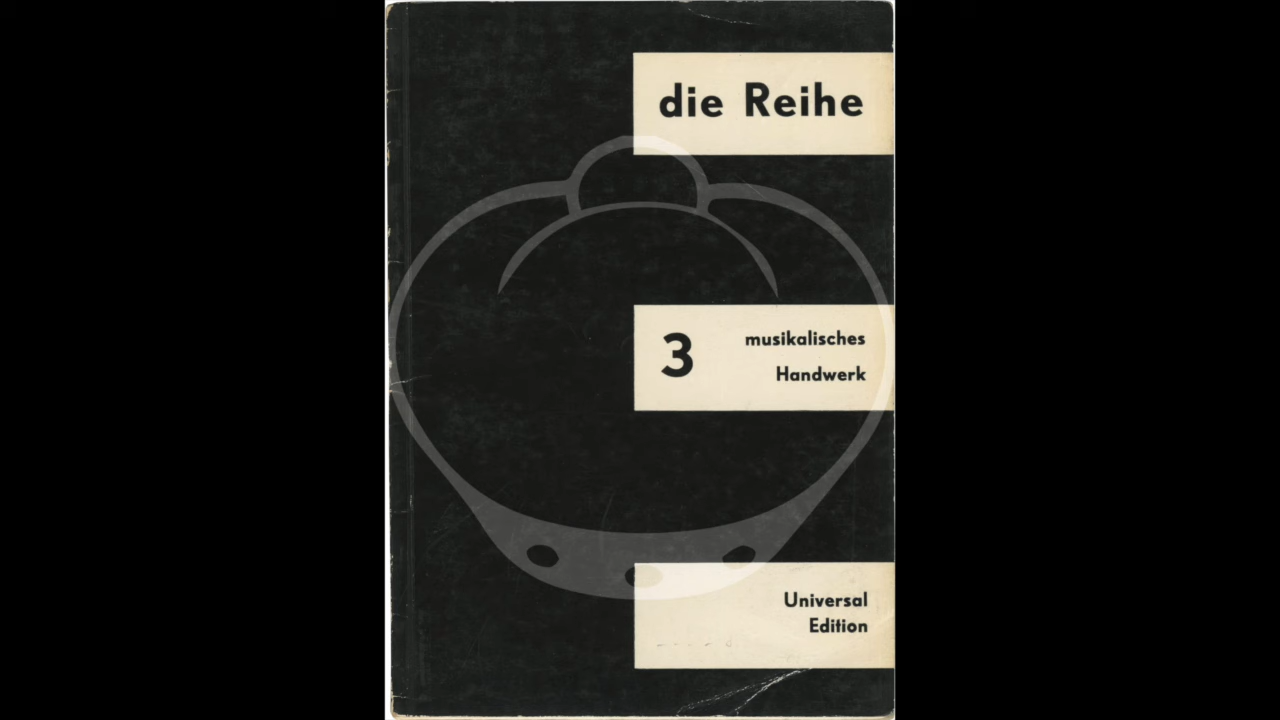 die Reihe
3
musikalisches
Handwerk
Universal
Edition